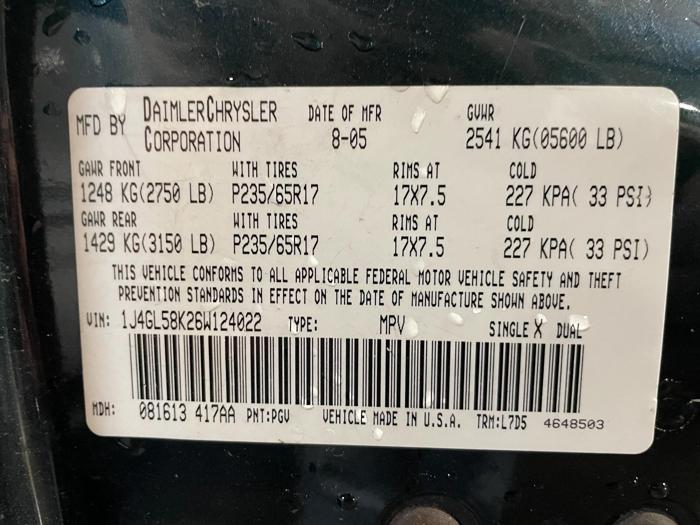 MFD BY DAIMLERCHRYSLER CORPORATION DATE OF MFR 8-05 GVWR 2541 KG(05600 LB)
GAWR FRONT WITH TIRES RIMS AT COLD
1248 KG(2750 LB) P235/65R17 17X7.5 227 KPA( 33 PSI)
GAWR REAR WITH TIRES RIMS AT COLD
1429 KG(3150 LB) P235/65R17 17X7.5 227 KPA( 33 PSI)
THIS VEHICLE CONFORMS TO ALL APPLICABLE FEDERAL MOTOR VEHICLE SAFETY AND THEFT
PREVENTION STANDARDS IN EFFECT ON THE DATE OF MANUFACTURE SHOWN ABOVE.
VIN: 1J4GL58K26W124022 TYPE: MPV SINGLE X DUAL
MDH: 081613 417AA PNT:PGV VEHICLE MADE IN U.S.A. TRM:L7D5 4648503